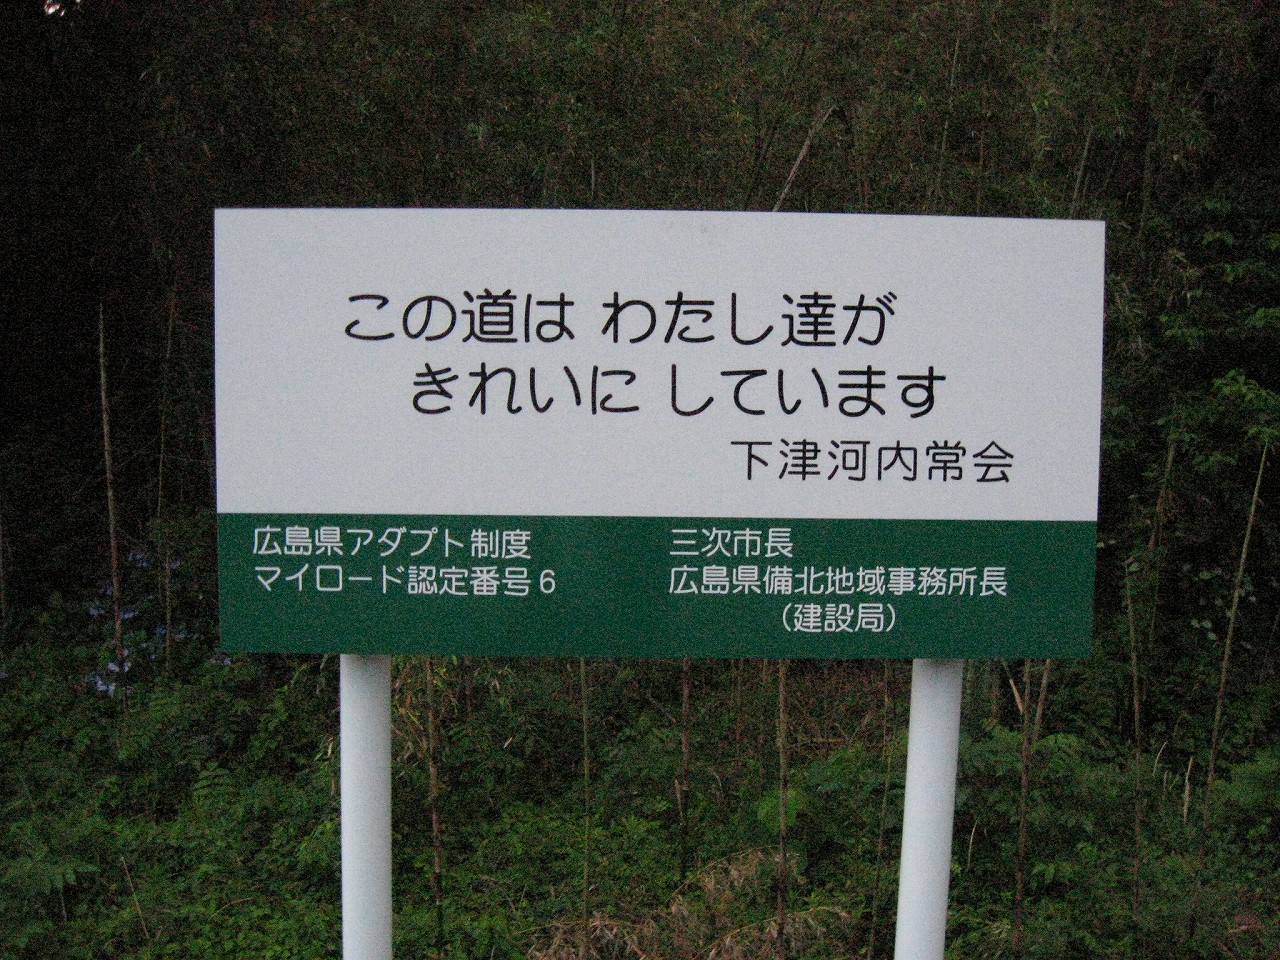 この道は わたし達が
きれいに しています
下津河内常会
広島県アダプト制度
マイロード認定番号6
三次市長
広島県備北地域事務所長
(建設局)